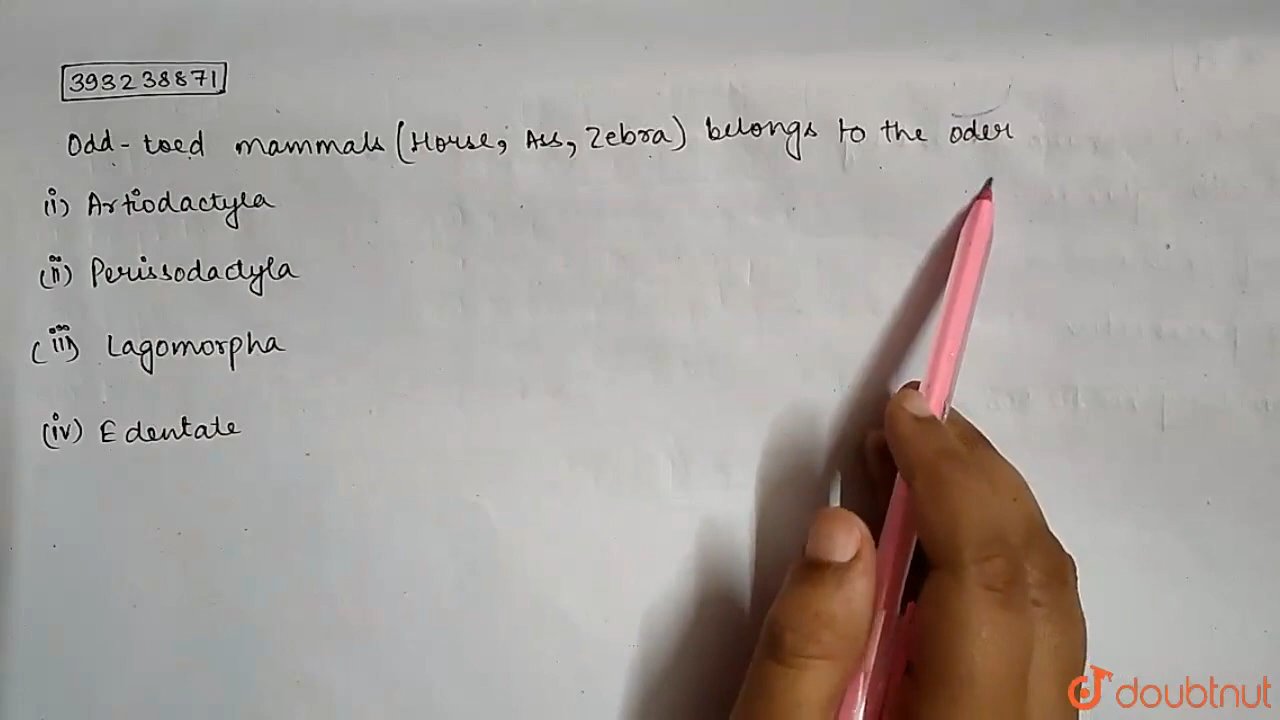 393238871
Odd-toed mammals (Horse, Ass, Zebra) belongs to the oder
(i) Artiodactyla
(ii) Perissodactyla
(iii) Lagomorpha
(iv) Edentate
doubtnut